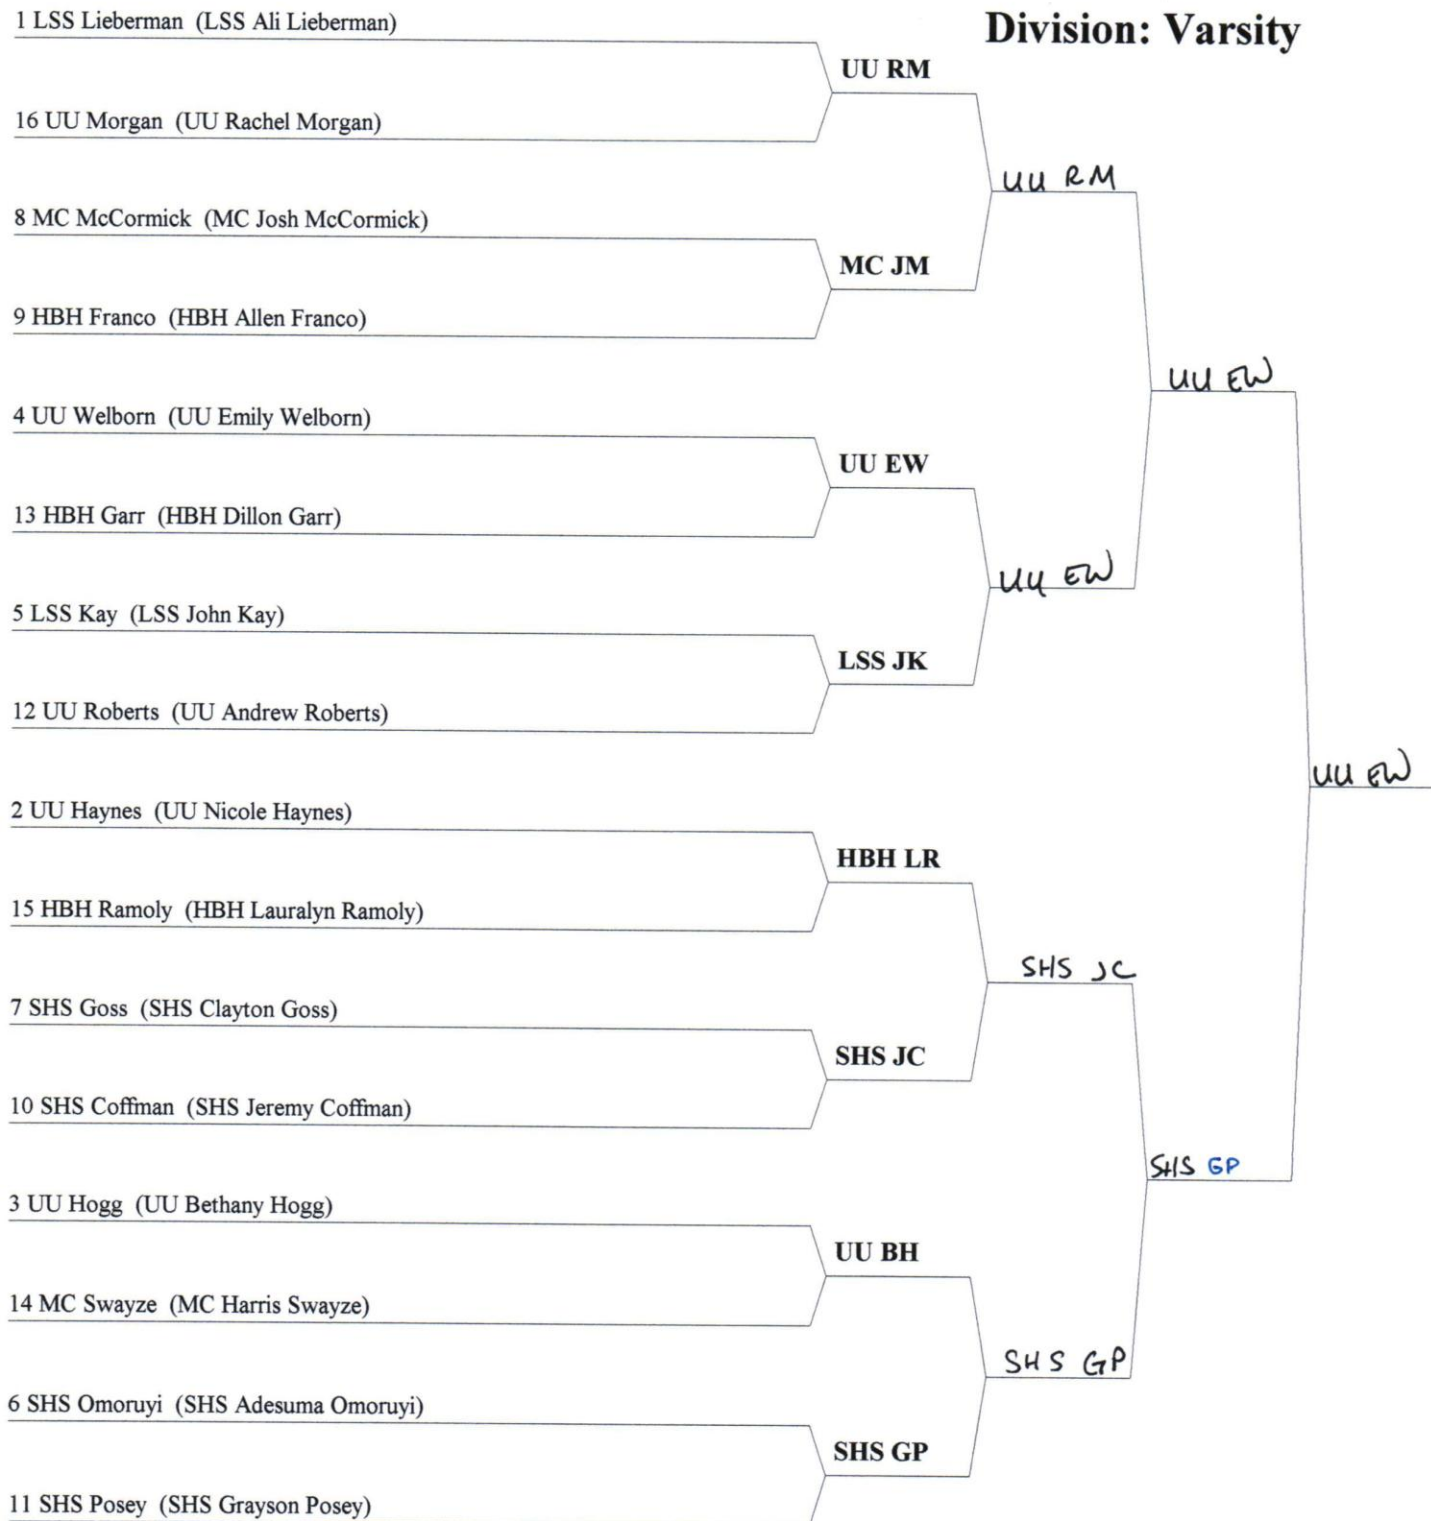 1 LSS Lieberman (LSS Ali Lieberman)
Division: Varsity
UU RM
16 UU Morgan (UU Rachel Morgan)
UU RM
8 MC McCormick (MC Josh McCormick)
MC JM
9 HBH Franco (HBH Allen Franco)
UU EW
4 UU Welborn (UU Emily Welborn)
UU EW
13 HBH Garr (HBH Dillon Garr)
UU EW
5 LSS Kay (LSS John Kay)
LSS JK
12 UU Roberts (UU Andrew Roberts)
UU EW
2 UU Haynes (UU Nicole Haynes)
HBH LR
15 HBH Ramoly (HBH Lauralyn Ramoly)
SHS JC
7 SHS Goss (SHS Clayton Goss)
SHS JC
10 SHS Coffman (SHS Jeremy Coffman)
SHS GP
3 UU Hogg (UU Bethany Hogg)
UU BH
14 MC Swayze (MC Harris Swayze)
SHS GP
6 SHS Omoruyi (SHS Adesuma Omoruyi)
SHS GP
11 SHS Posey (SHS Grayson Posey)